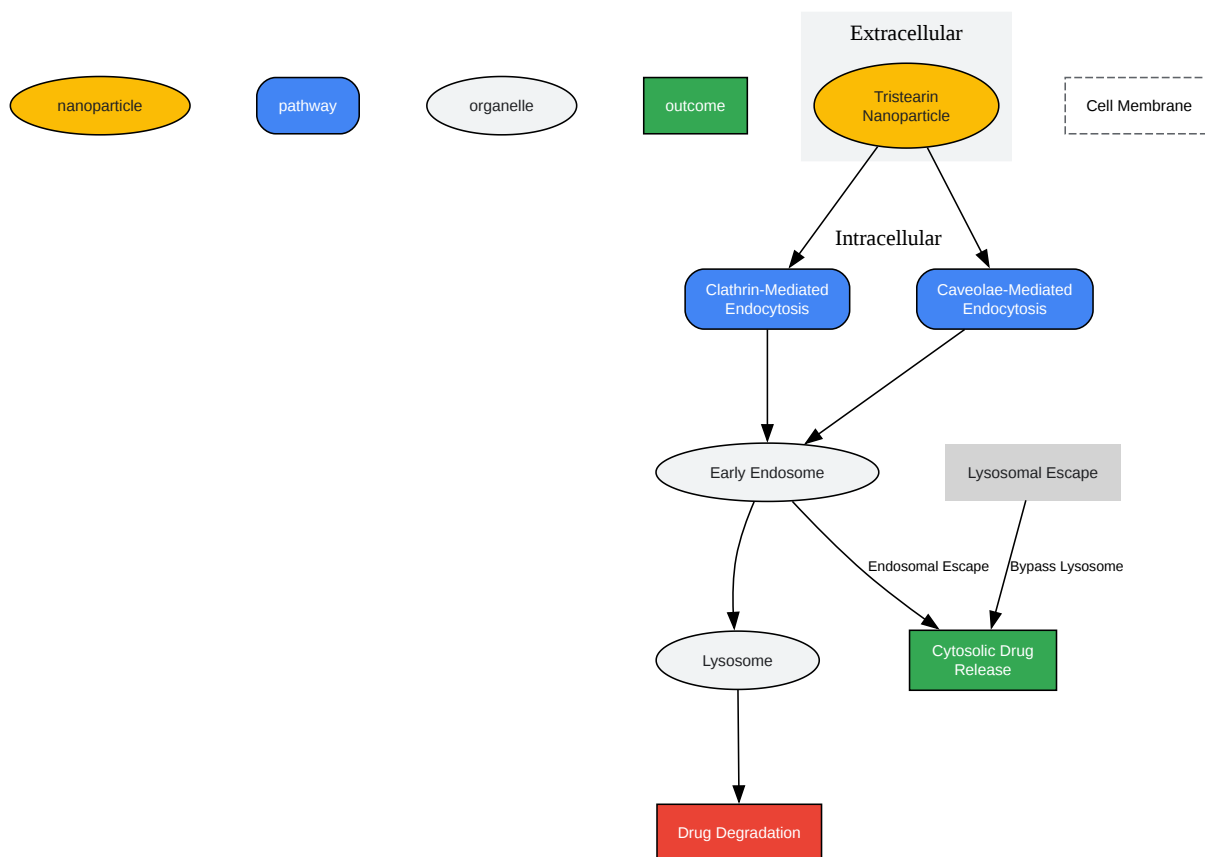 Extracellular
nanoparticle
pathway
organelle
outcome
Tristearin
Nanoparticle
Cell Membrane
Intracellular
Clathrin-Mediated
Endocytosis
Caveolae-Mediated
Endocytosis
Early Endosome
Lysosomal Escape
Endosomal Escape
Bypass Lysosome
Lysosome
Cytosolic Drug
Release
Drug Degradation